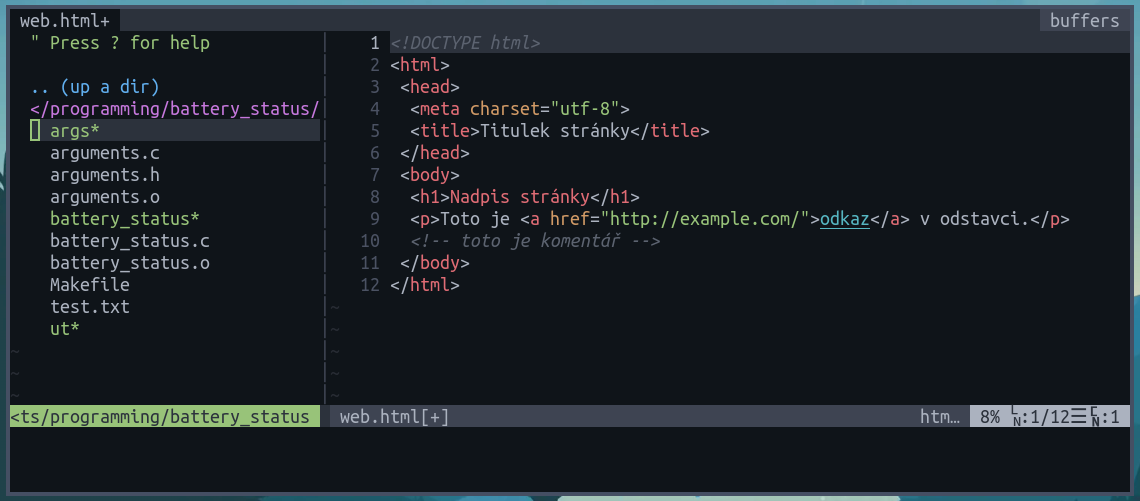 web.html+ buffers
" Press ? for help
.. (up a dir)
</programming/battery_status/
args*
arguments.c
arguments.h
arguments.o
battery_status*
battery_status.c
battery_status.o
Makefile
test.txt
ut*
~
~
~
1 <!DOCTYPE html>
2 <html>
3 <head>
4 <meta charset="utf-8">
5 <title>Titulek stránky</title>
6 </head>
7 <body>
8 <h1>Nadpis stránky</h1>
9 <p>Toto je <a href="http://example.com/">odkaz</a> v odstavci.</p>
10 <!-- toto je komentář -->
11 </body>
12 </html>
~
~
~
~
~
<ts/programming/battery_status web.html[+] htm… 8% LN:1/12☰ CN:1